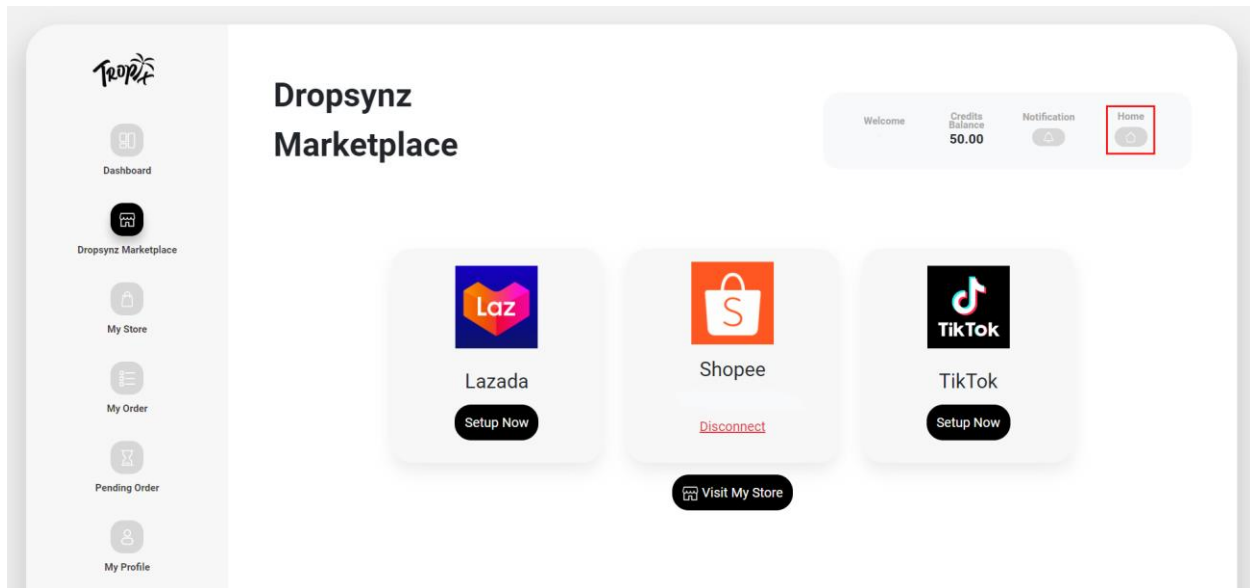 Tropix
Dashboard
Dropsynz Marketplace
My Store
My Order
Pending Order
My Profile
Dropsynz
Marketplace
Welcome
Credits
Balance
50.00
Notification
Home
Laz
Lazada
Setup Now
S
Shopee
Disconnect
TikTok
TikTok
Setup Now
Visit My Store